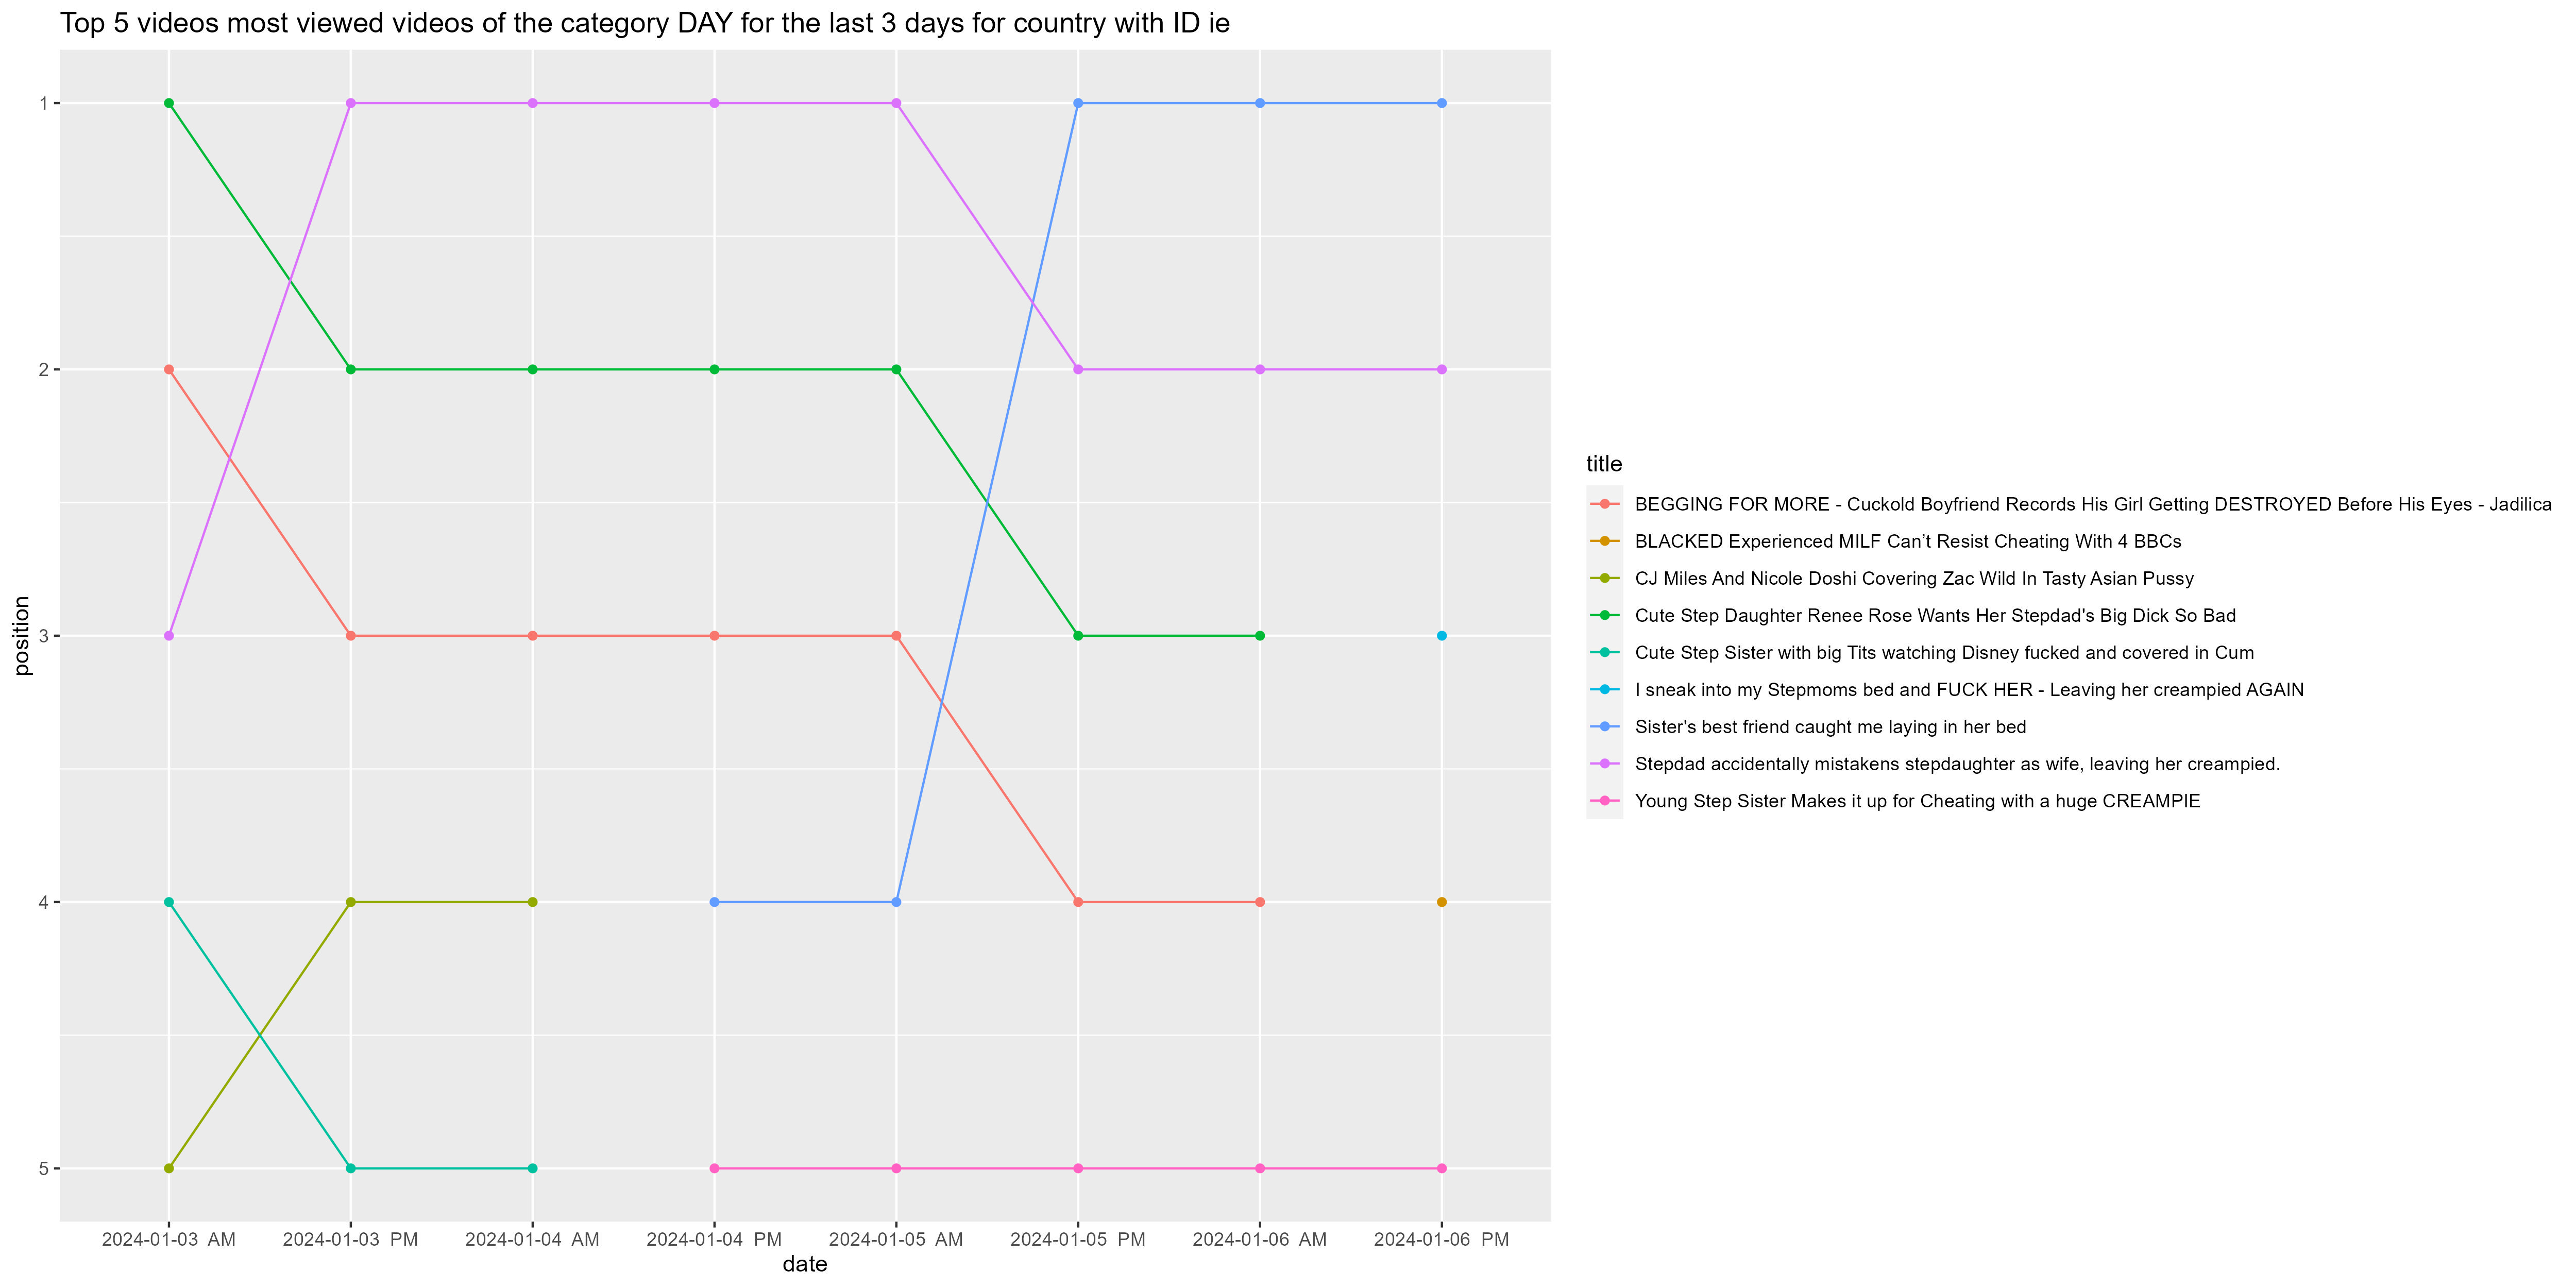 Top 5 videos most viewed videos of the category DAY for the last 3 days for country with ID ie
1
2
3
4
5
position
2024-01-03 AM
2024-01-03 PM
2024-01-04 AM
2024-01-04 PM
2024-01-05 AM
2024-01-05 PM
2024-01-06 AM
2024-01-06 PM
date
title
BEGGING FOR MORE - Cuckold Boyfriend Records His Girl Getting DESTROYED Before His Eyes - Jadilica
BLACKED Experienced MILF Can’t Resist Cheating With 4 BBCs
CJ Miles And Nicole Doshi Covering Zac Wild In Tasty Asian Pussy
Cute Step Daughter Renee Rose Wants Her Stepdad's Big Dick So Bad
Cute Step Sister with big Tits watching Disney fucked and covered in Cum
I sneak into my Stepmoms bed and FUCK HER - Leaving her creampied AGAIN
Sister's best friend caught me laying in her bed
Stepdad accidentally mistakens stepdaughter as wife, leaving her creampied.
Young Step Sister Makes it up for Cheating with a huge CREAMPIE